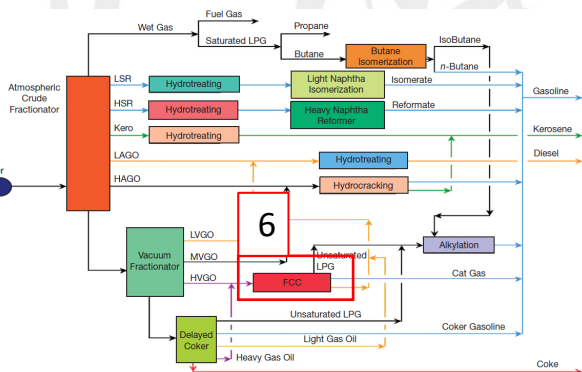 Fuel Gas
Wet Gas
Propane
Saturated LPG
IsoButane
Butane
Butane
Isomerization
n-Butane
Atmospheric
Crude
Fractionator
LSR
Hydrotreating
Light Naphtha
Isomerization
Isomerate
Gasoline
HSR
Hydrotreating
Heavy Naphtha
Reformer
Reformate
Kero
Hydrotreating
Kerosene
LAGO
Hydrotreating
Diesel
HAGO
Hydrocracking
6
LVGO
Vacuum
Fractionator
MVGO
Unsaturated
LPG
Alkylation
HVGO
FCC
Cat Gas
Unsaturated LPG
Delayed
Coker
Coker Gasoline
Light Gas Oil
Heavy Gas Oil
Coke